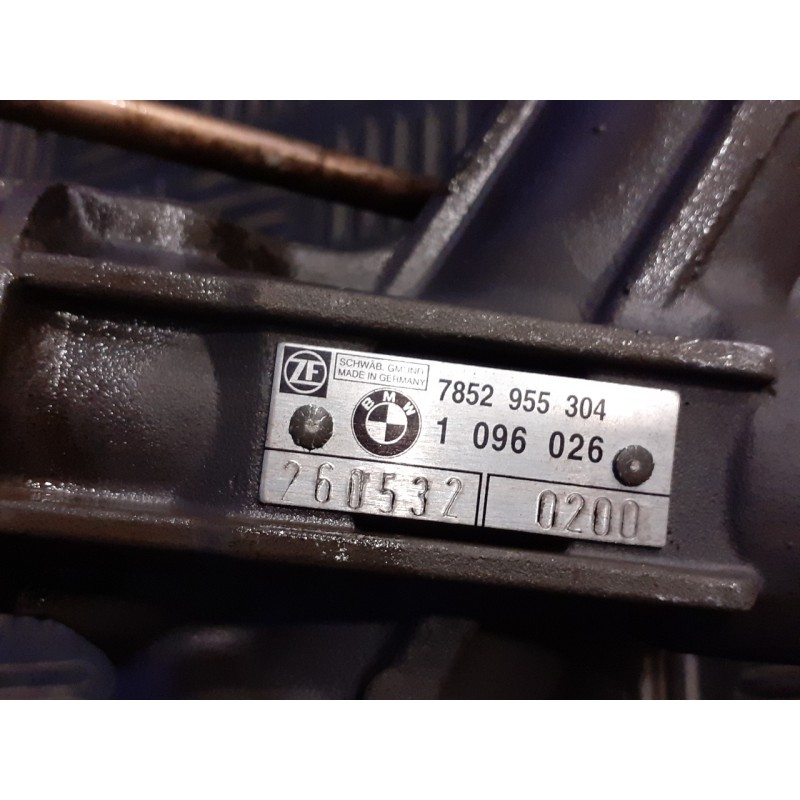 ZF
SCHWÄB. GMÜND
MADE IN GERMANY
7852 955 304
BMW
1 096 026
260532
0200